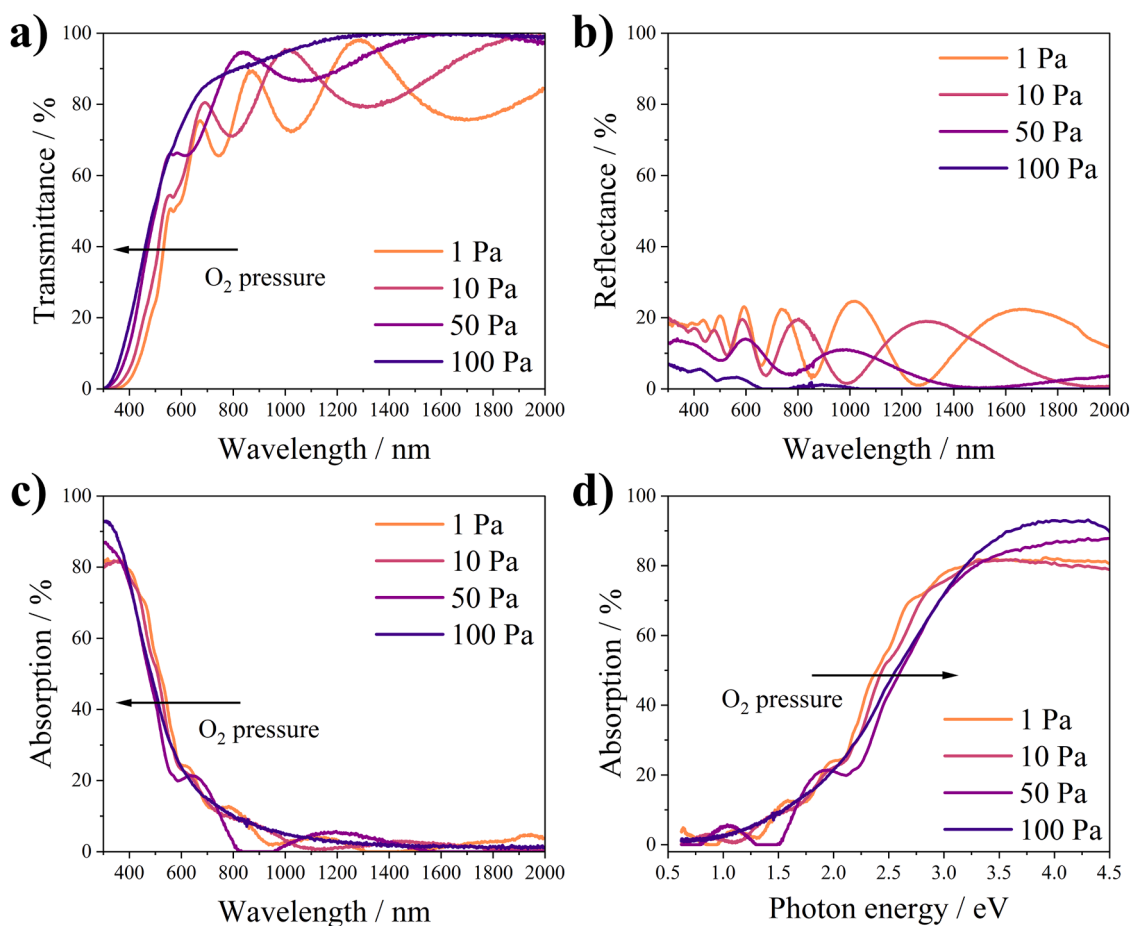 a)
Transmittance / %
100
80
60
40
20
0
400 600 800 1000 1200 1400 1600 1800 2000
Wavelength / nm
O₂ pressure
1 Pa
10 Pa
50 Pa
100 Pa
b)
Reflectance / %
100
80
60
40
20
0
400 600 800 1000 1200 1400 1600 1800 2000
Wavelength / nm
1 Pa
10 Pa
50 Pa
100 Pa
c)
Absorption / %
100
80
60
40
20
0
400 600 800 1000 1200 1400 1600 1800 2000
Wavelength / nm
O₂ pressure
1 Pa
10 Pa
50 Pa
100 Pa
d)
Absorption / %
100
80
60
40
20
0
0.5 1.0 1.5 2.0 2.5 3.0 3.5 4.0 4.5
Photon energy / eV
O₂ pressure
1 Pa
10 Pa
50 Pa
100 Pa